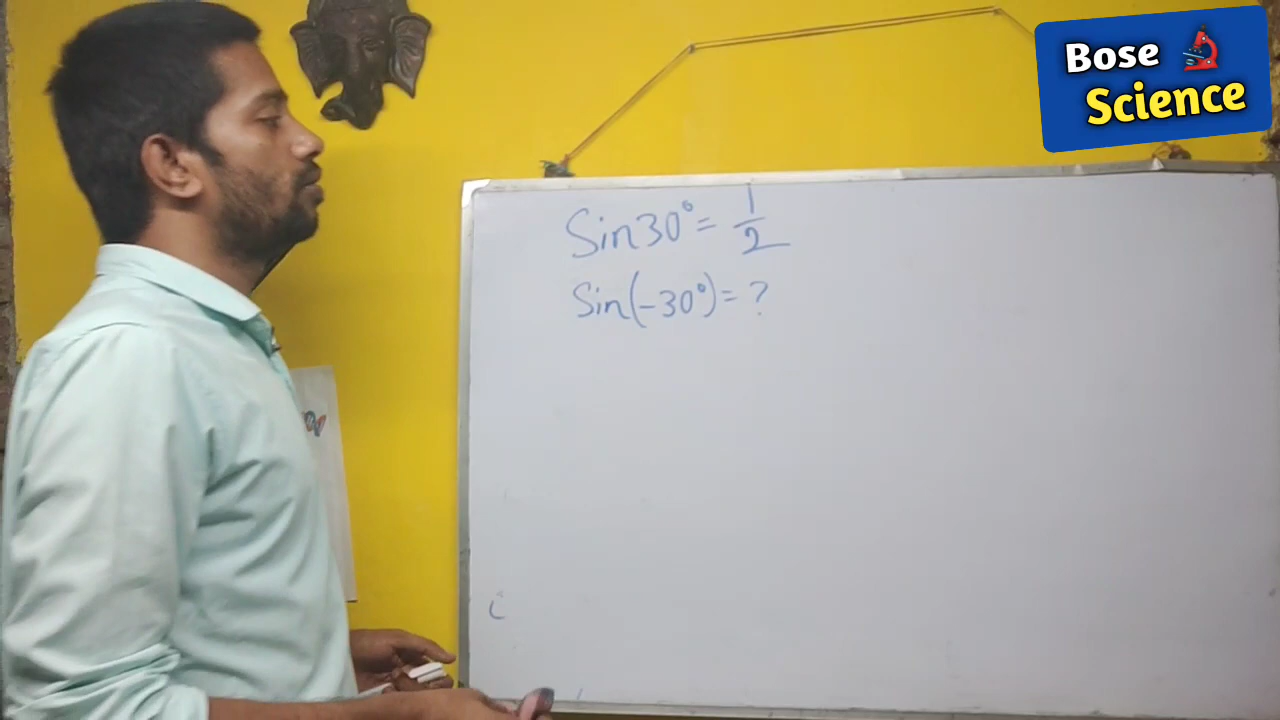 Bose
Science
Sin30° = 1/2
Sin(-30°) = ?